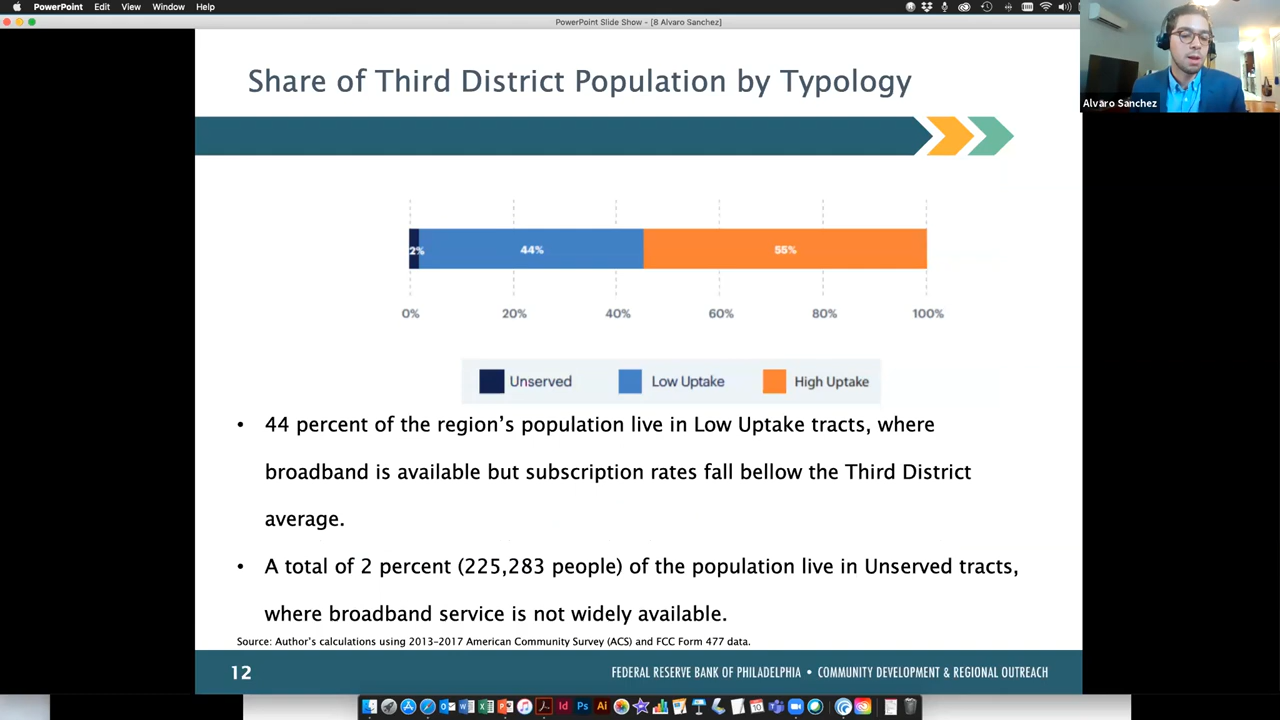 PowerPoint Edit View Window Help
PowerPoint Slide Show - [8 Alvaro Sanchez]
Share of Third District Population by Typology
Alvaro Sanchez
2% 44% 55%
0% 20% 40% 60% 80% 100%
Unserved Low Uptake High Uptake
• 44 percent of the region's population live in Low Uptake tracts, where
broadband is available but subscription rates fall bellow the Third District
average.
• A total of 2 percent (225,283 people) of the population live in Unserved tracts,
where broadband service is not widely available.
Source: Author's calculations using 2013-2017 American Community Survey (ACS) and FCC Form 477 data.
12 FEDERAL RESERVE BANK OF PHILADELPHIA • COMMUNITY DEVELOPMENT & REGIONAL OUTREACH
Id Ps Ai